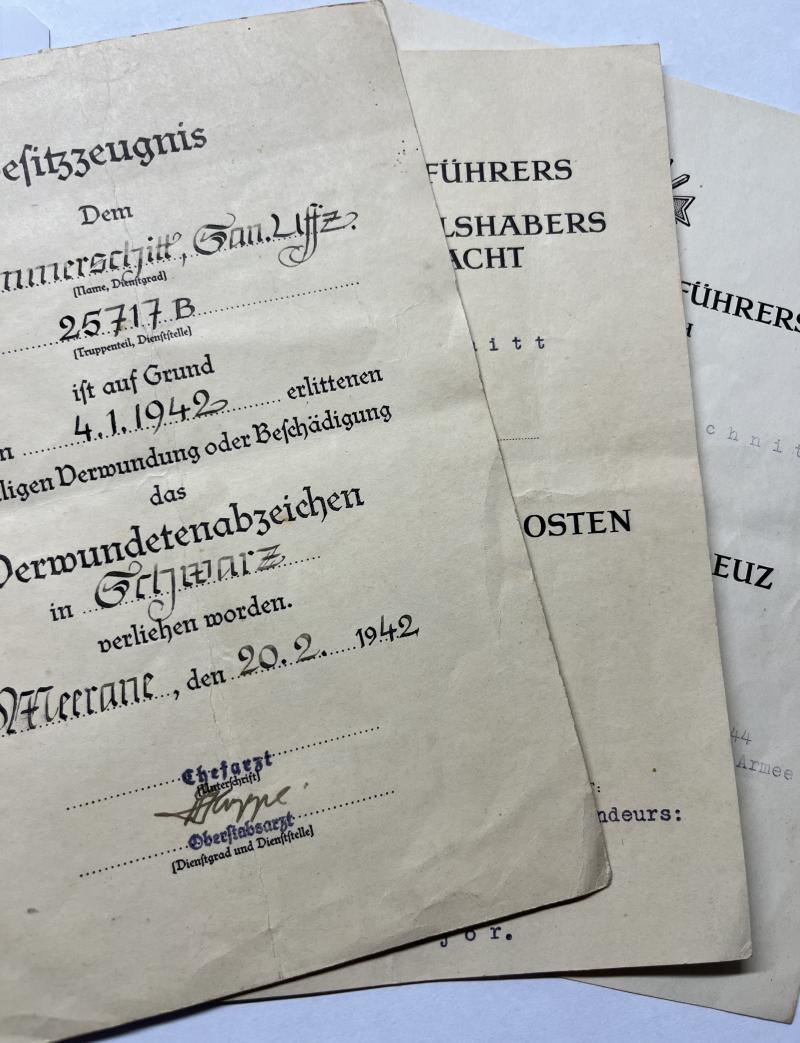 esitzzeugnis
Dem
mmerschitt, San. Uffz.
(Name, Dienstgrad)
25717 B
(Truppenteil, Dienststelle)
ist auf Grund
n 4.1.1942 erlittenen
ligen Verwundung oder Beschädigung
das
Verwundetenabzeichen
in Schwarz
verliehen worden.
Meerane, den 20.2. 1942
Chefarzt
(Unterschrift)
Oberstabsarzt
(Dienstgrad und Dienststelle)
FÜHRERS
LSHABERS
ACHT
itt
OSTEN
ndeurs:
jor.
FÜHRERS
H
chnit
EUZ
44
Armee